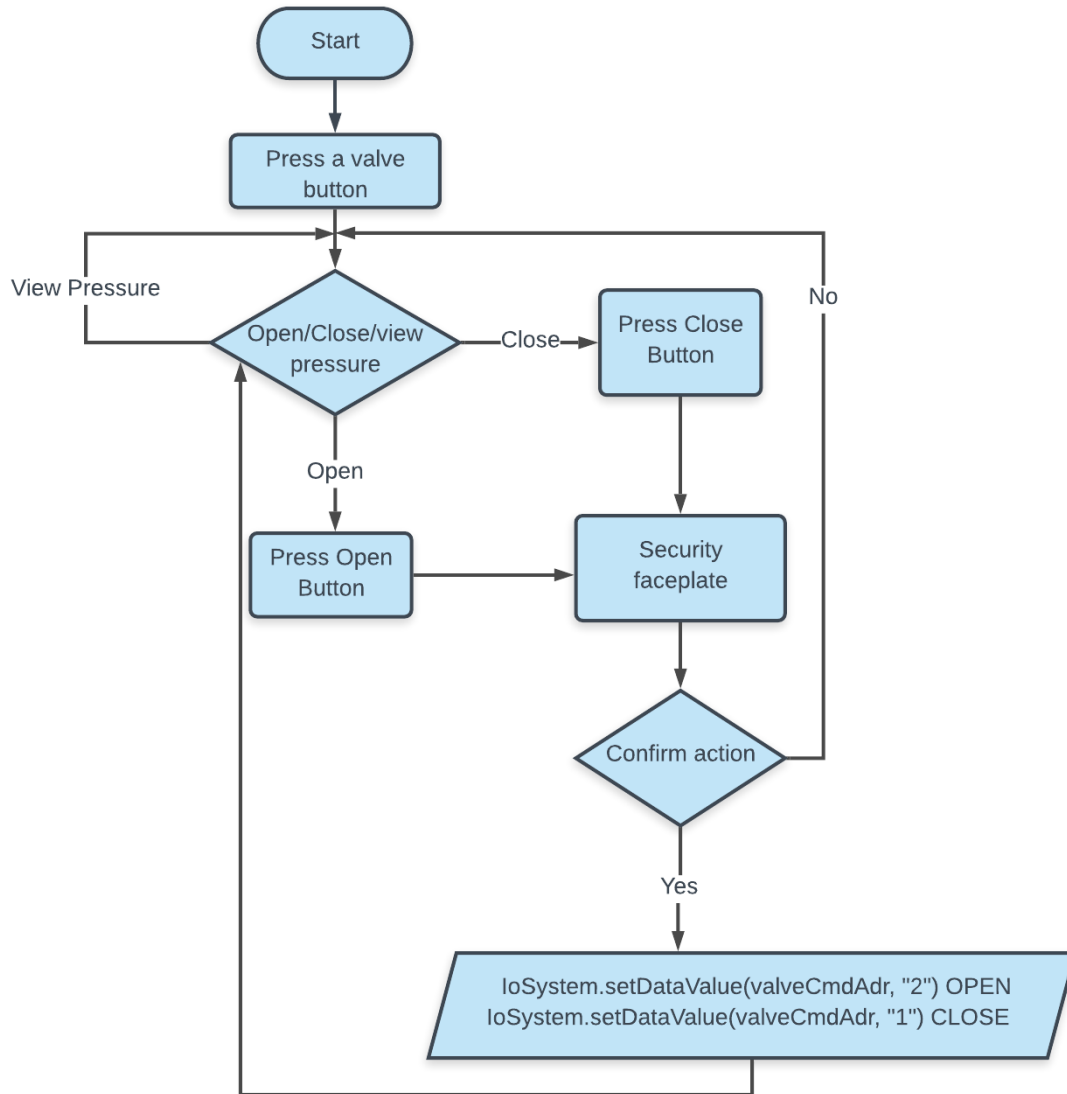 Start
Press a valve
button
View Pressure
No
Open/Close/view
pressure
Close
Press Close
Button
Open
Press Open
Button
Security
faceplate
Confirm action
Yes
IoSystem.setDataValue(valveCmdAdr, "2") OPEN
IoSystem.setDataValue(valveCmdAdr, "1") CLOSE